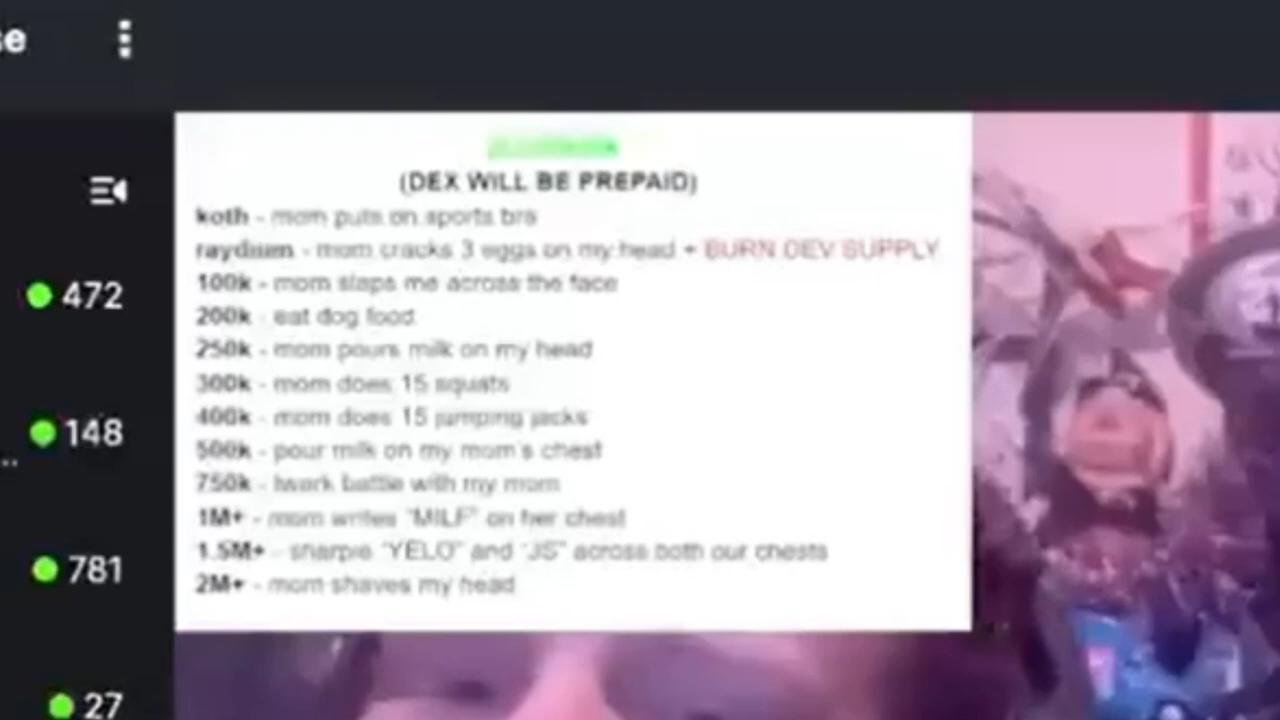 se
472
148
..
781
27
(DEX WILL BE PREPAID)
koth - mom puts on sports bra
raydium - mom cracks 3 eggs on my head + BURN DEV SUPPLY
100k - mom slaps me across the face
200k - eat dog food
250k - mom pours milk on my head
300k - mom does 15 squats
400k - mom does 15 jumping jacks
500k - pour milk on my mom's chest
750k - twerk battle with my mom
1M+ - mom writes "MILF" on her chest
1.5M+ - sharpie "YELO" and "JS" across both our chests
2M+ - mom shaves my head